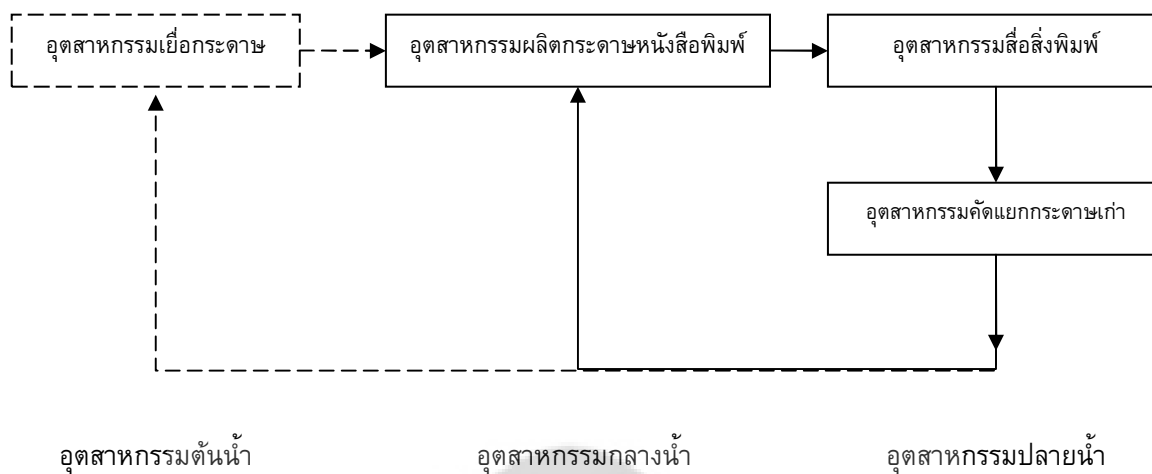 อุตสาหกรรมเยื่อกระดาษ
อุตสาหกรรมผลิตกระดาษหนังสือพิมพ์
อุตสาหกรรมสื่อสิ่งพิมพ์
อุตสาหกรรมคัดแยกกระดาษเก่า
อุตสาหกรรมต้นน้ำ
อุตสาหกรรมกลางน้ำ
อุตสาหกรรมปลายน้ำ